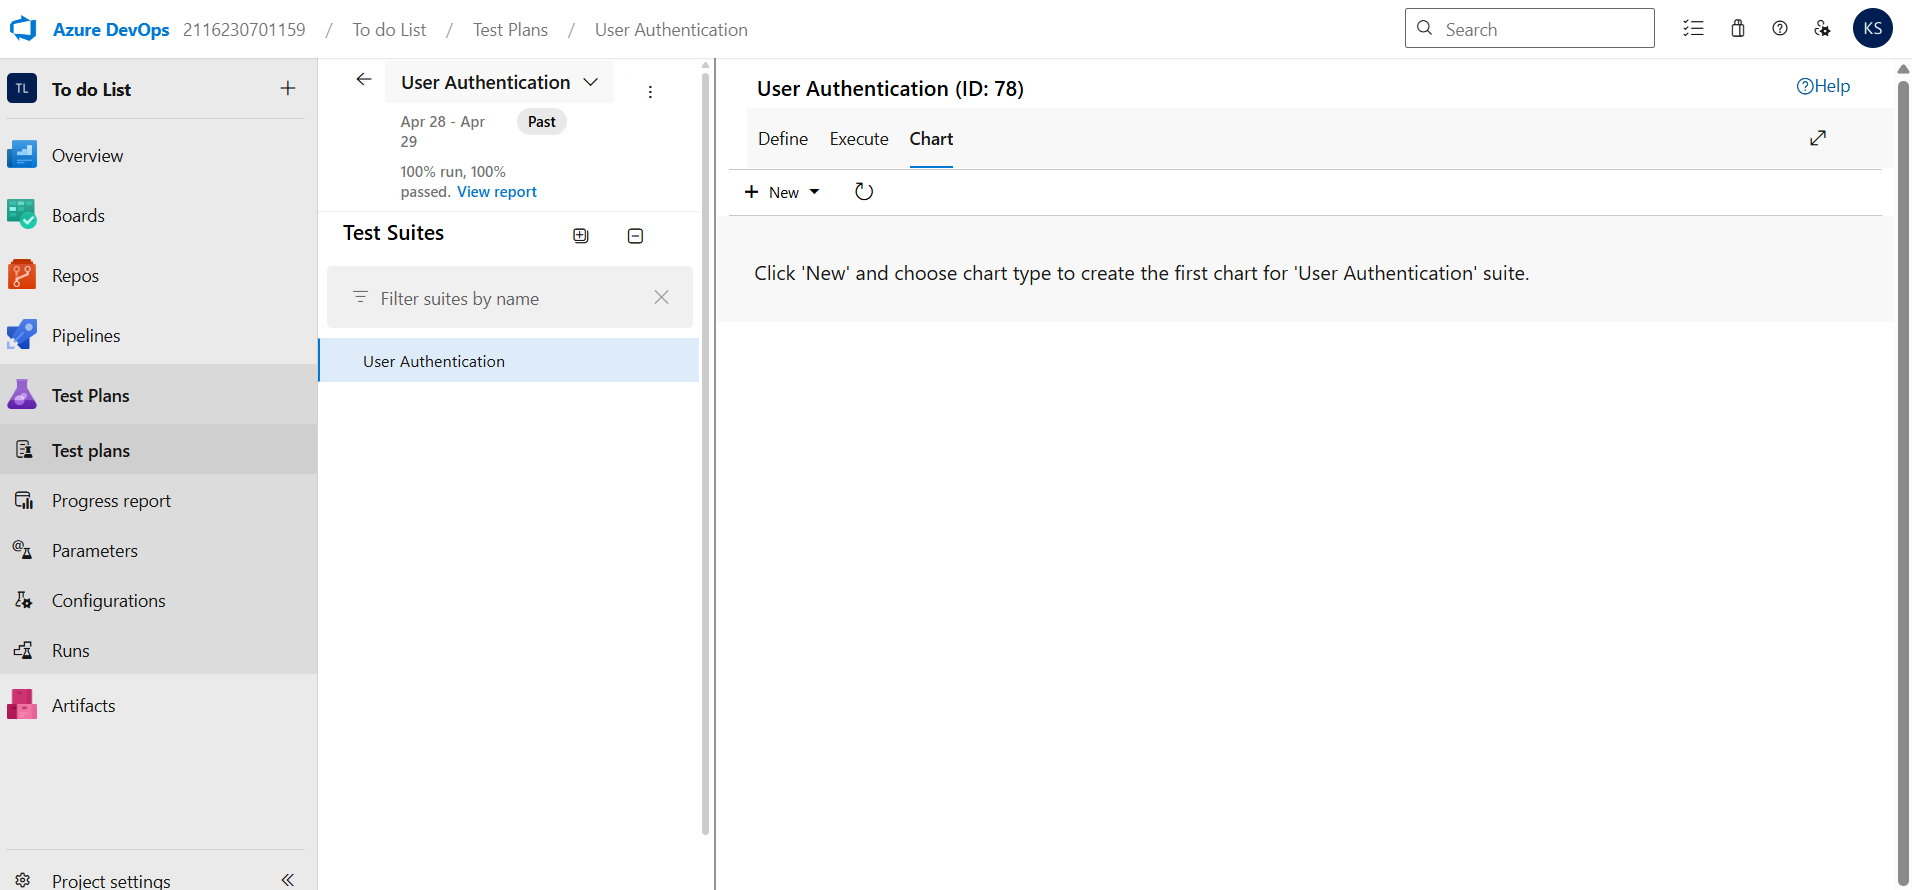 Azure DevOps 2116230701159 / To do List / Test Plans / User Authentication
Search
KS
TL To do List
Overview
Boards
Repos
Pipelines
Test Plans
Test plans
Progress report
Parameters
Configurations
Runs
Artifacts
Project settings
User Authentication
Apr 28 - Apr
29
Past
100% run, 100%
passed. View report
Test Suites
Filter suites by name
User Authentication
User Authentication (ID: 78)
Help
Define Execute Chart
New
Click 'New' and choose chart type to create the first chart for 'User Authentication' suite.